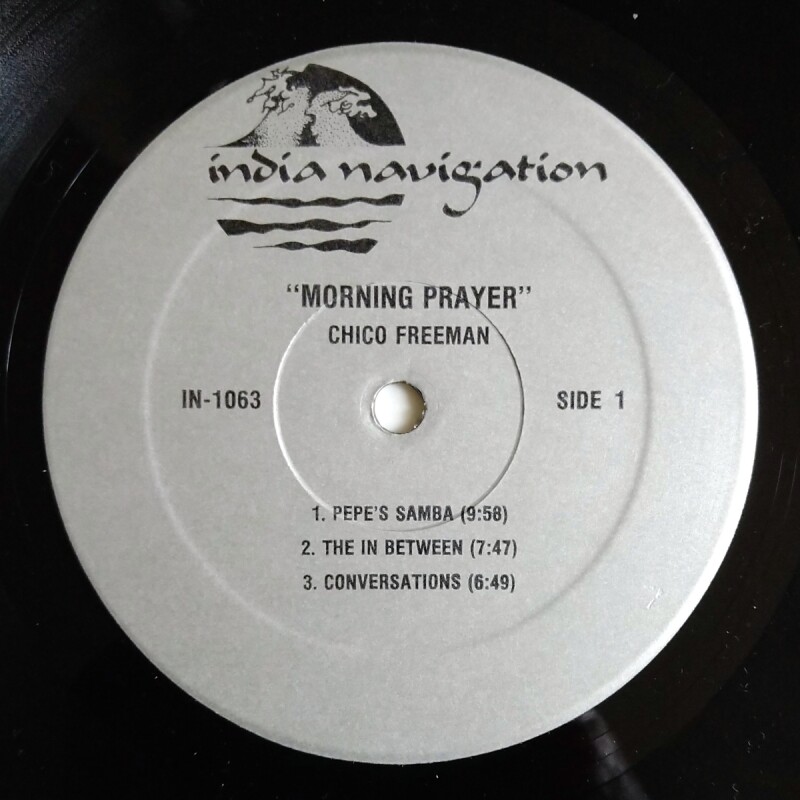 india navigation
"MORNING PRAYER"
CHICO FREEMAN
IN-1063
SIDE 1
1. PEPE'S SAMBA (9:58)
2. THE IN BETWEEN (7:47)
3. CONVERSATIONS (6:49)